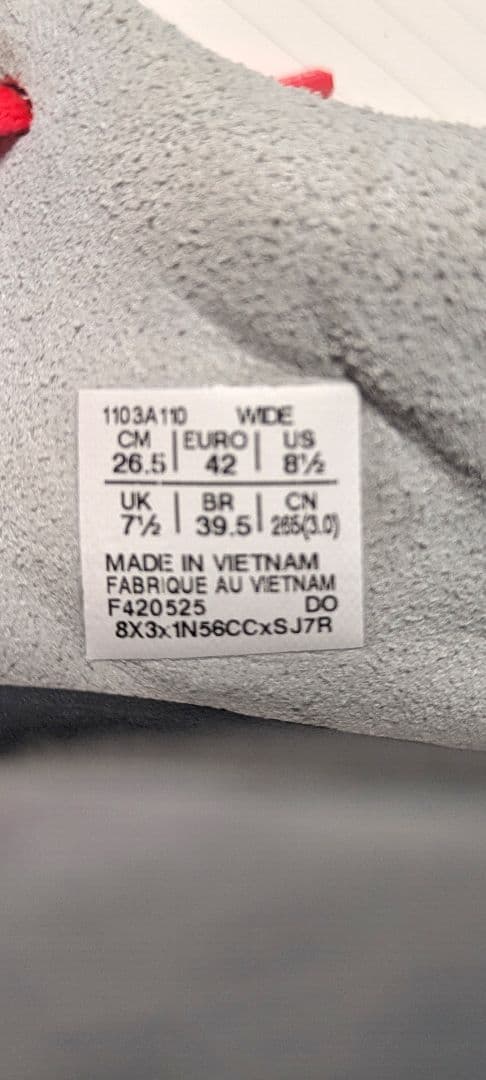 1103A110 WIDE
CM EURO US
26.5 42 8½
UK BR CN
7½ 39.5 265(3.0)
MADE IN VIETNAM
FABRIQUE AU VIETNAM
F420525 DO
8X3x1N56CCxSJ7R